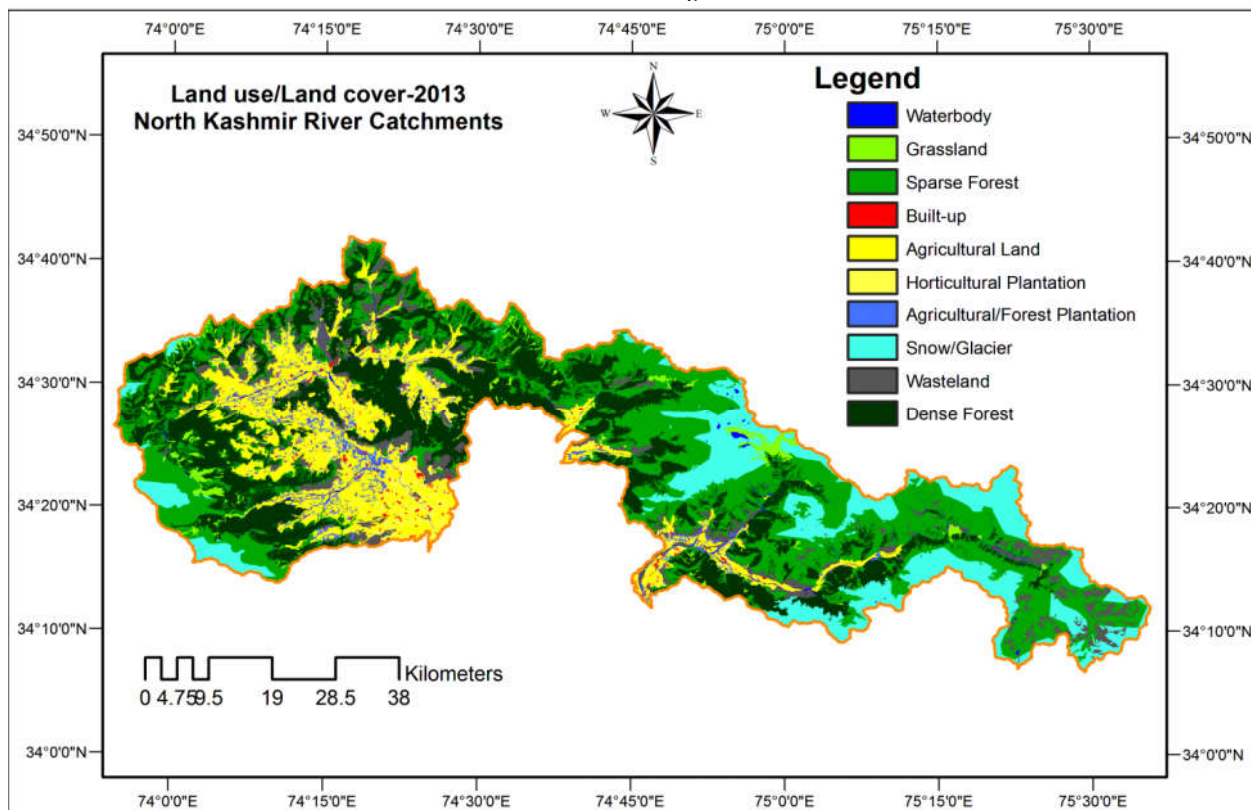 74°0'0"E 74°15'0"E 74°30'0"E 74°45'0"E 75°0'0"E 75°15'0"E 75°30'0"E
Land use/Land cover-2013
North Kashmir River Catchments
N
W E
S
Legend
Waterbody
Grassland
Sparse Forest
Built-up
Agricultural Land
Horticultural Plantation
Agricultural/Forest Plantation
Snow/Glacier
Wasteland
Dense Forest
34°50'0"N 34°50'0"N
34°40'0"N 34°40'0"N
34°30'0"N 34°30'0"N
34°20'0"N 34°20'0"N
34°10'0"N 34°10'0"N
34°0'0"N 34°0'0"N
Kilometers
0 4.75 9.5 19 28.5 38
74°0'0"E 74°15'0"E 74°30'0"E 74°45'0"E 75°0'0"E 75°15'0"E 75°30'0"E